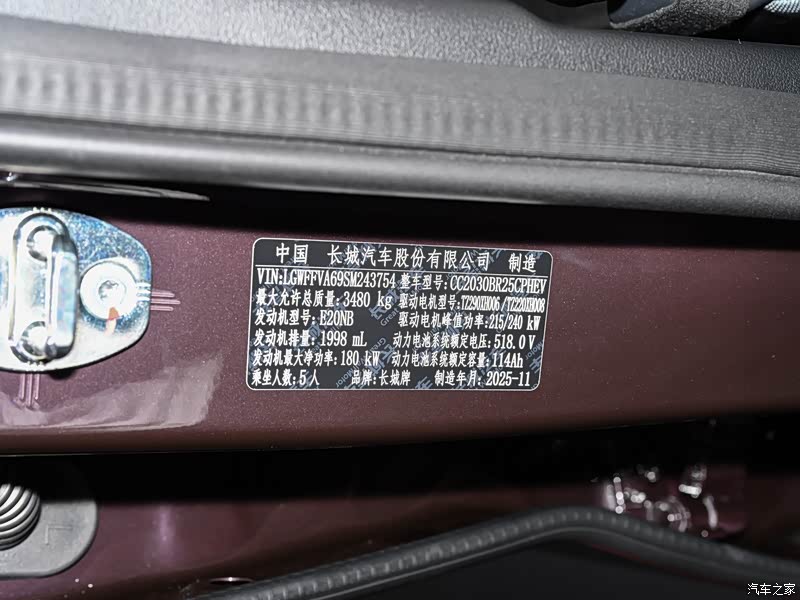 中国 长城汽车股份有限公司 制造
VIN:LGWFFVA69SM243754 整车型号:CC2030BR25CPHEV
最大允许总质量: 3480 kg 驱动电机型号:TZ290XH006 /TZ220XH008
发动机型号: E20NB 驱动电机峰值功率:215/240 kW
发动机排量: 1998 mL 动力电池系统额定电压: 518.0 V
发动机最大净功率: 180 kW 动力电池系统额定容量: 114Ah
乘坐人数: 5 人 品牌: 长城牌 制造年月: 2025-11
汽车之家